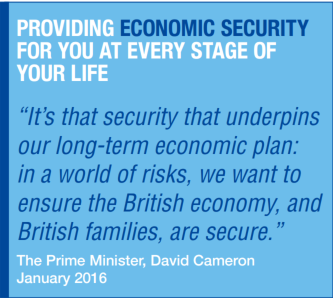 PROVIDING ECONOMIC SECURITY
FOR YOU AT EVERY STAGE OF
YOUR LIFE
“It’s that security that underpins
our long-term economic plan:
in a world of risks, we want to
ensure the British economy, and
British families, are secure.”
The Prime Minister, David Cameron
January 2016